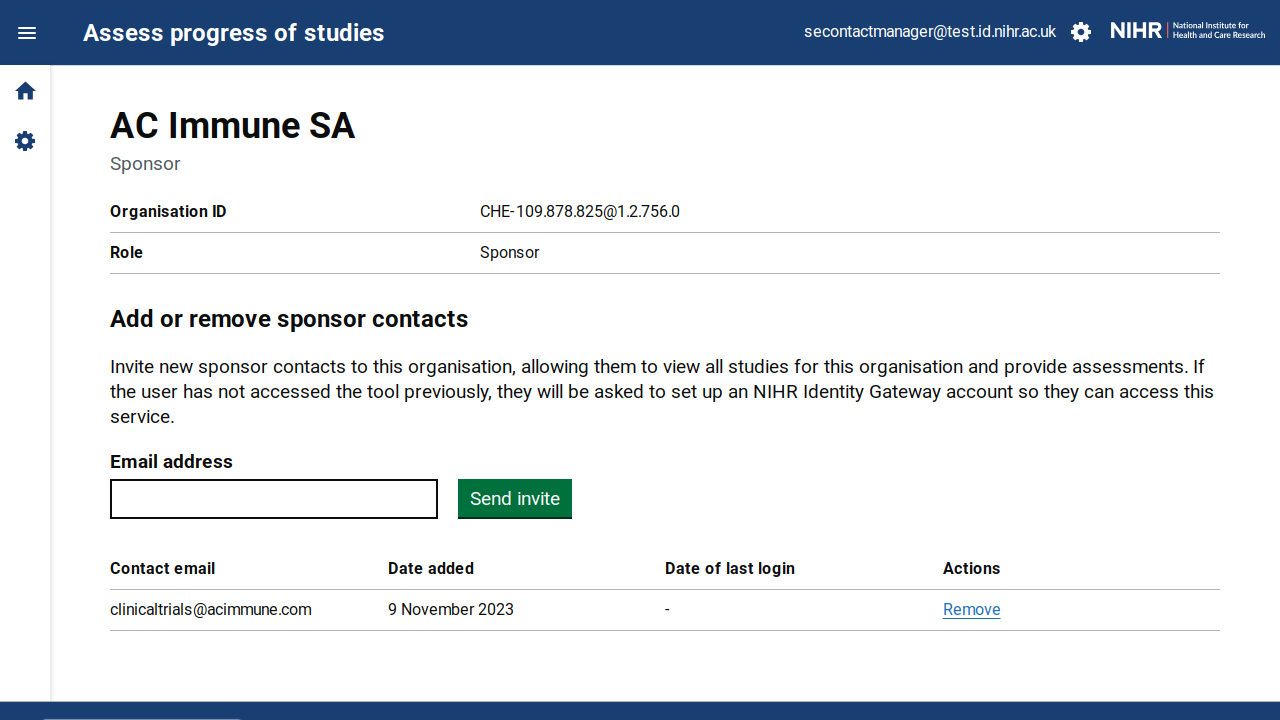 Assess progress of studies
secontactmanager@test.id.nihr.ac.uk
NIHR | National Institute for
Health and Care Research
AC Immune SA
Sponsor
Organisation ID CHE-109.878.825@1.2.756.0
Role Sponsor
Add or remove sponsor contacts
Invite new sponsor contacts to this organisation, allowing them to view all studies for this organisation and provide assessments. If
the user has not accessed the tool previously, they will be asked to set up an NIHR Identity Gateway account so they can access this
service.
Email address
Send invite
Contact email Date added Date of last login Actions
clinicaltrials@acimmune.com 9 November 2023 - Remove